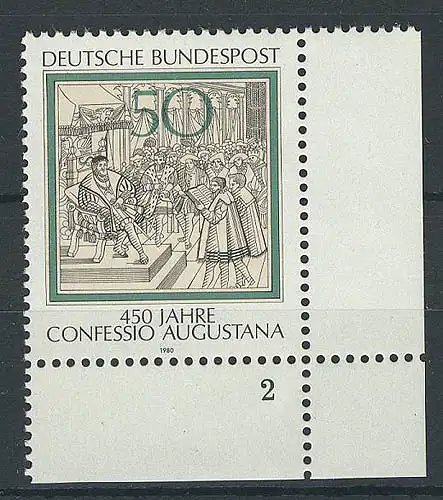 DEUTSCHE BUNDESPOST
50
450 JAHRE
CONFESSIO AUGUSTANA
1980
2